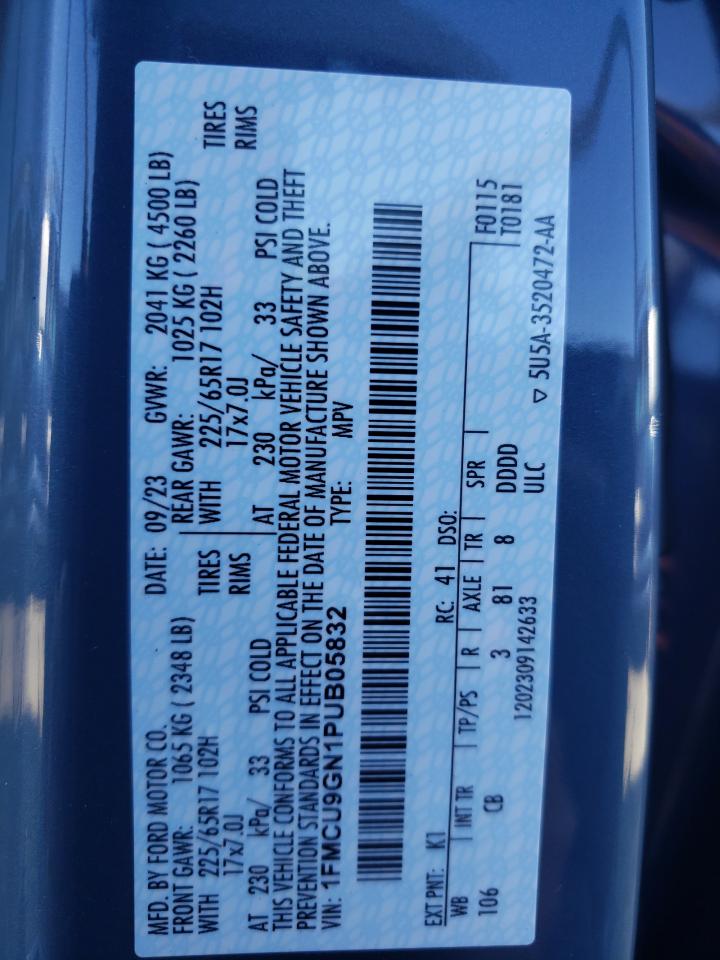 MFD. BY FORD MOTOR CO.
DATE: 09/23 GVWR: 2041 KG ( 4500 LB)
FRONT GAWR: 1065 KG ( 2348 LB)
REAR GAWR: 1025 KG ( 2260 LB)
WITH 225/65R17 102H TIRES
WITH 225/65R17 102H TIRES
17x7.0J RIMS
17x7.0J RIMS
AT 230 kPa/ 33 PSI COLD
AT 230 kPa/ 33 PSI COLD
THIS VEHICLE CONFORMS TO ALL APPLICABLE FEDERAL MOTOR VEHICLE SAFETY AND THEFT
PREVENTION STANDARDS IN EFFECT ON THE DATE OF MANUFACTURE SHOWN ABOVE.
VIN: 1FMCU9GN1PUB05832 TYPE: MPV
EXT PNT: K1 RC: 41 DSO: F0115
WB INT TR TP/PS R AXLE TR SPR T0181
106 CB 3 81 8 DDDD
1202309142633 ULC ▽ 5U5A-3520472-AA